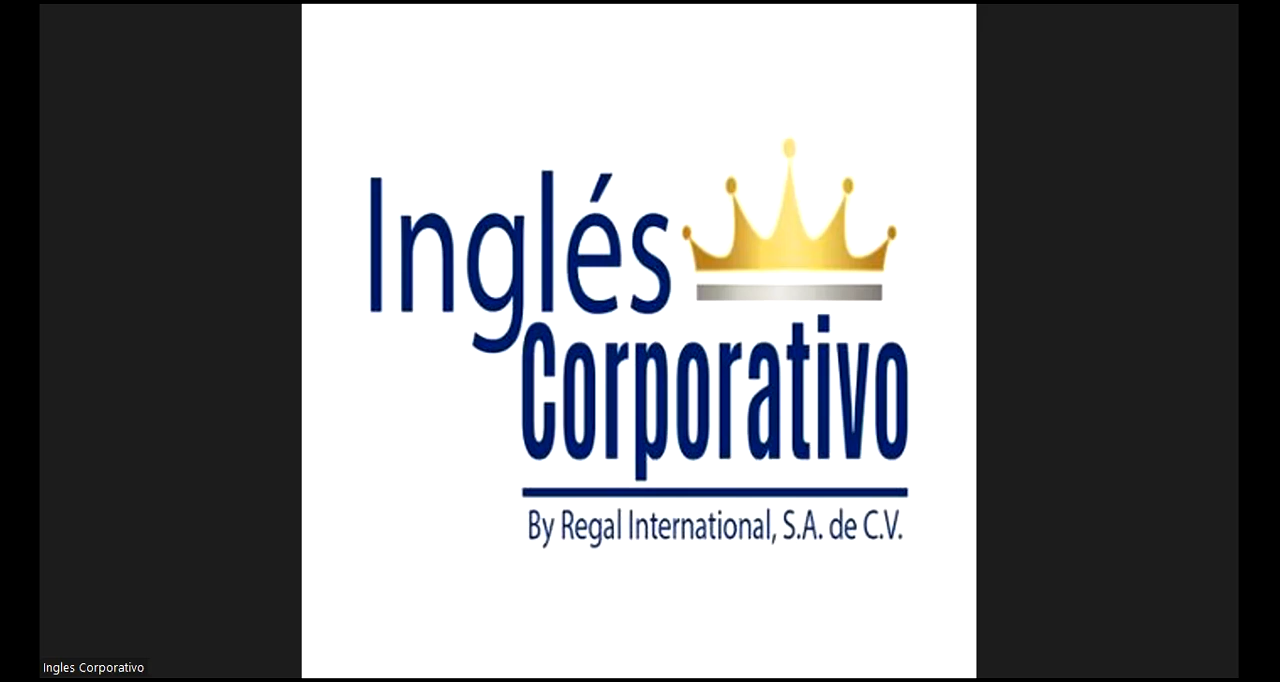 Inglés
Corporativo
By Regal International, S.A. de C.V.
Ingles Corporativo